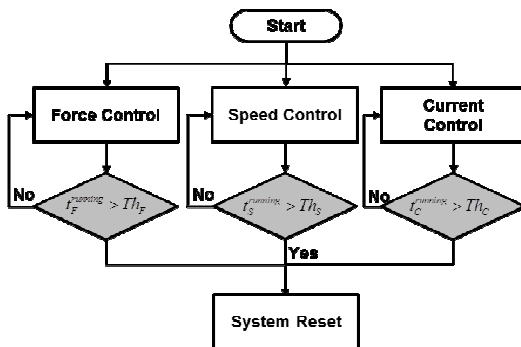 Start
Force Control
Speed Control
Current
Control
No
No
No
t_F^{running} > Th_F
t_S^{running} > Th_S
t_C^{running} > Th_C
Yes
System Reset